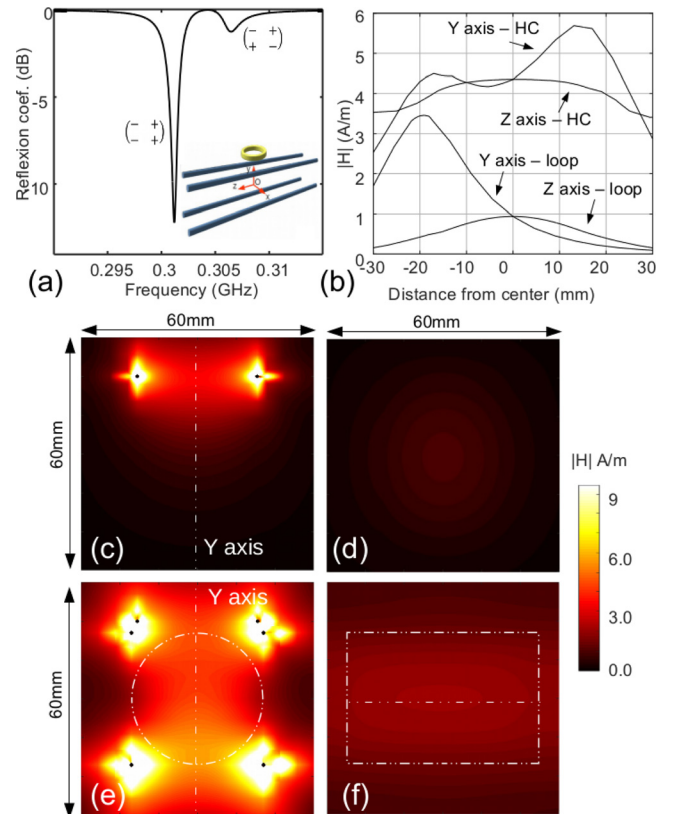 0
-5
10
Reflexion coef. (dB)
(− +
+ −)
(− +
− +)
y
z
O
x
0.295 0.3 0.305 0.31
Frequency (GHz)
(a)
6
5
4
3
2
1
0
|H| (A/m)
Y axis – HC
Z axis – HC
Y axis – loop
Z axis – loop
-30 -20 -10 0 10 20 30
Distance from center (mm)
(b)
60mm
60mm
60mm
(c)
Y axis
(d)
|H| A/m
9
6.0
3.0
0.0
60mm
Y axis
(e)
(f)